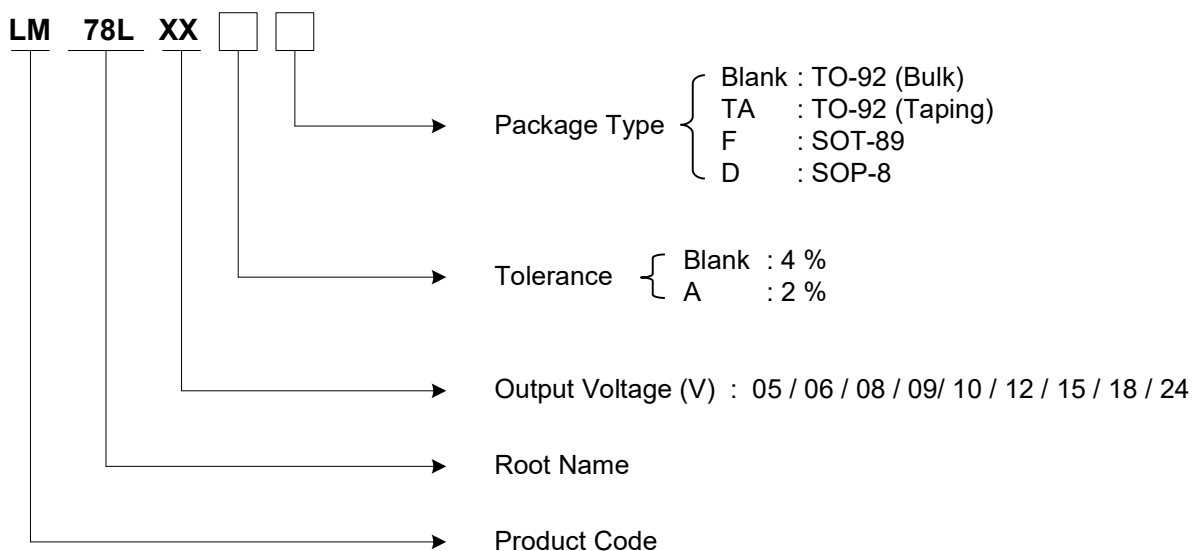 LM 78L XX
Blank : TO-92 (Bulk)
TA : TO-92 (Taping)
Package Type
F : SOT-89
D : SOP-8
Blank : 4 %
Tolerance
A : 2 %
Output Voltage (V) : 05 / 06 / 08 / 09/ 10 / 12 / 15 / 18 / 24
Root Name
Product Code